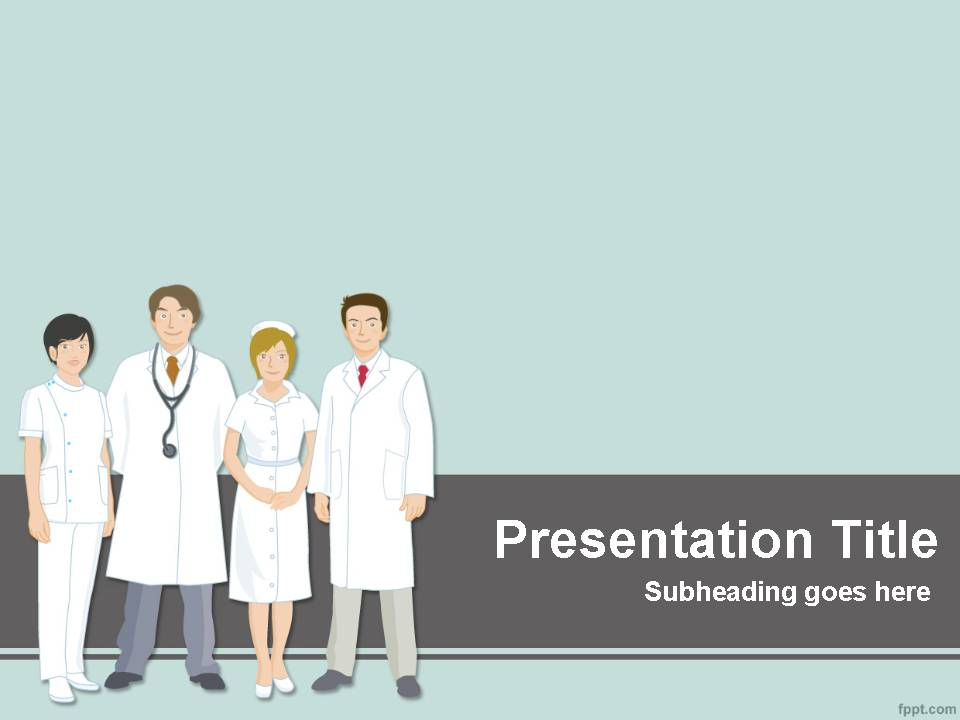 Presentation Title
Subheading goes here
fppt.com